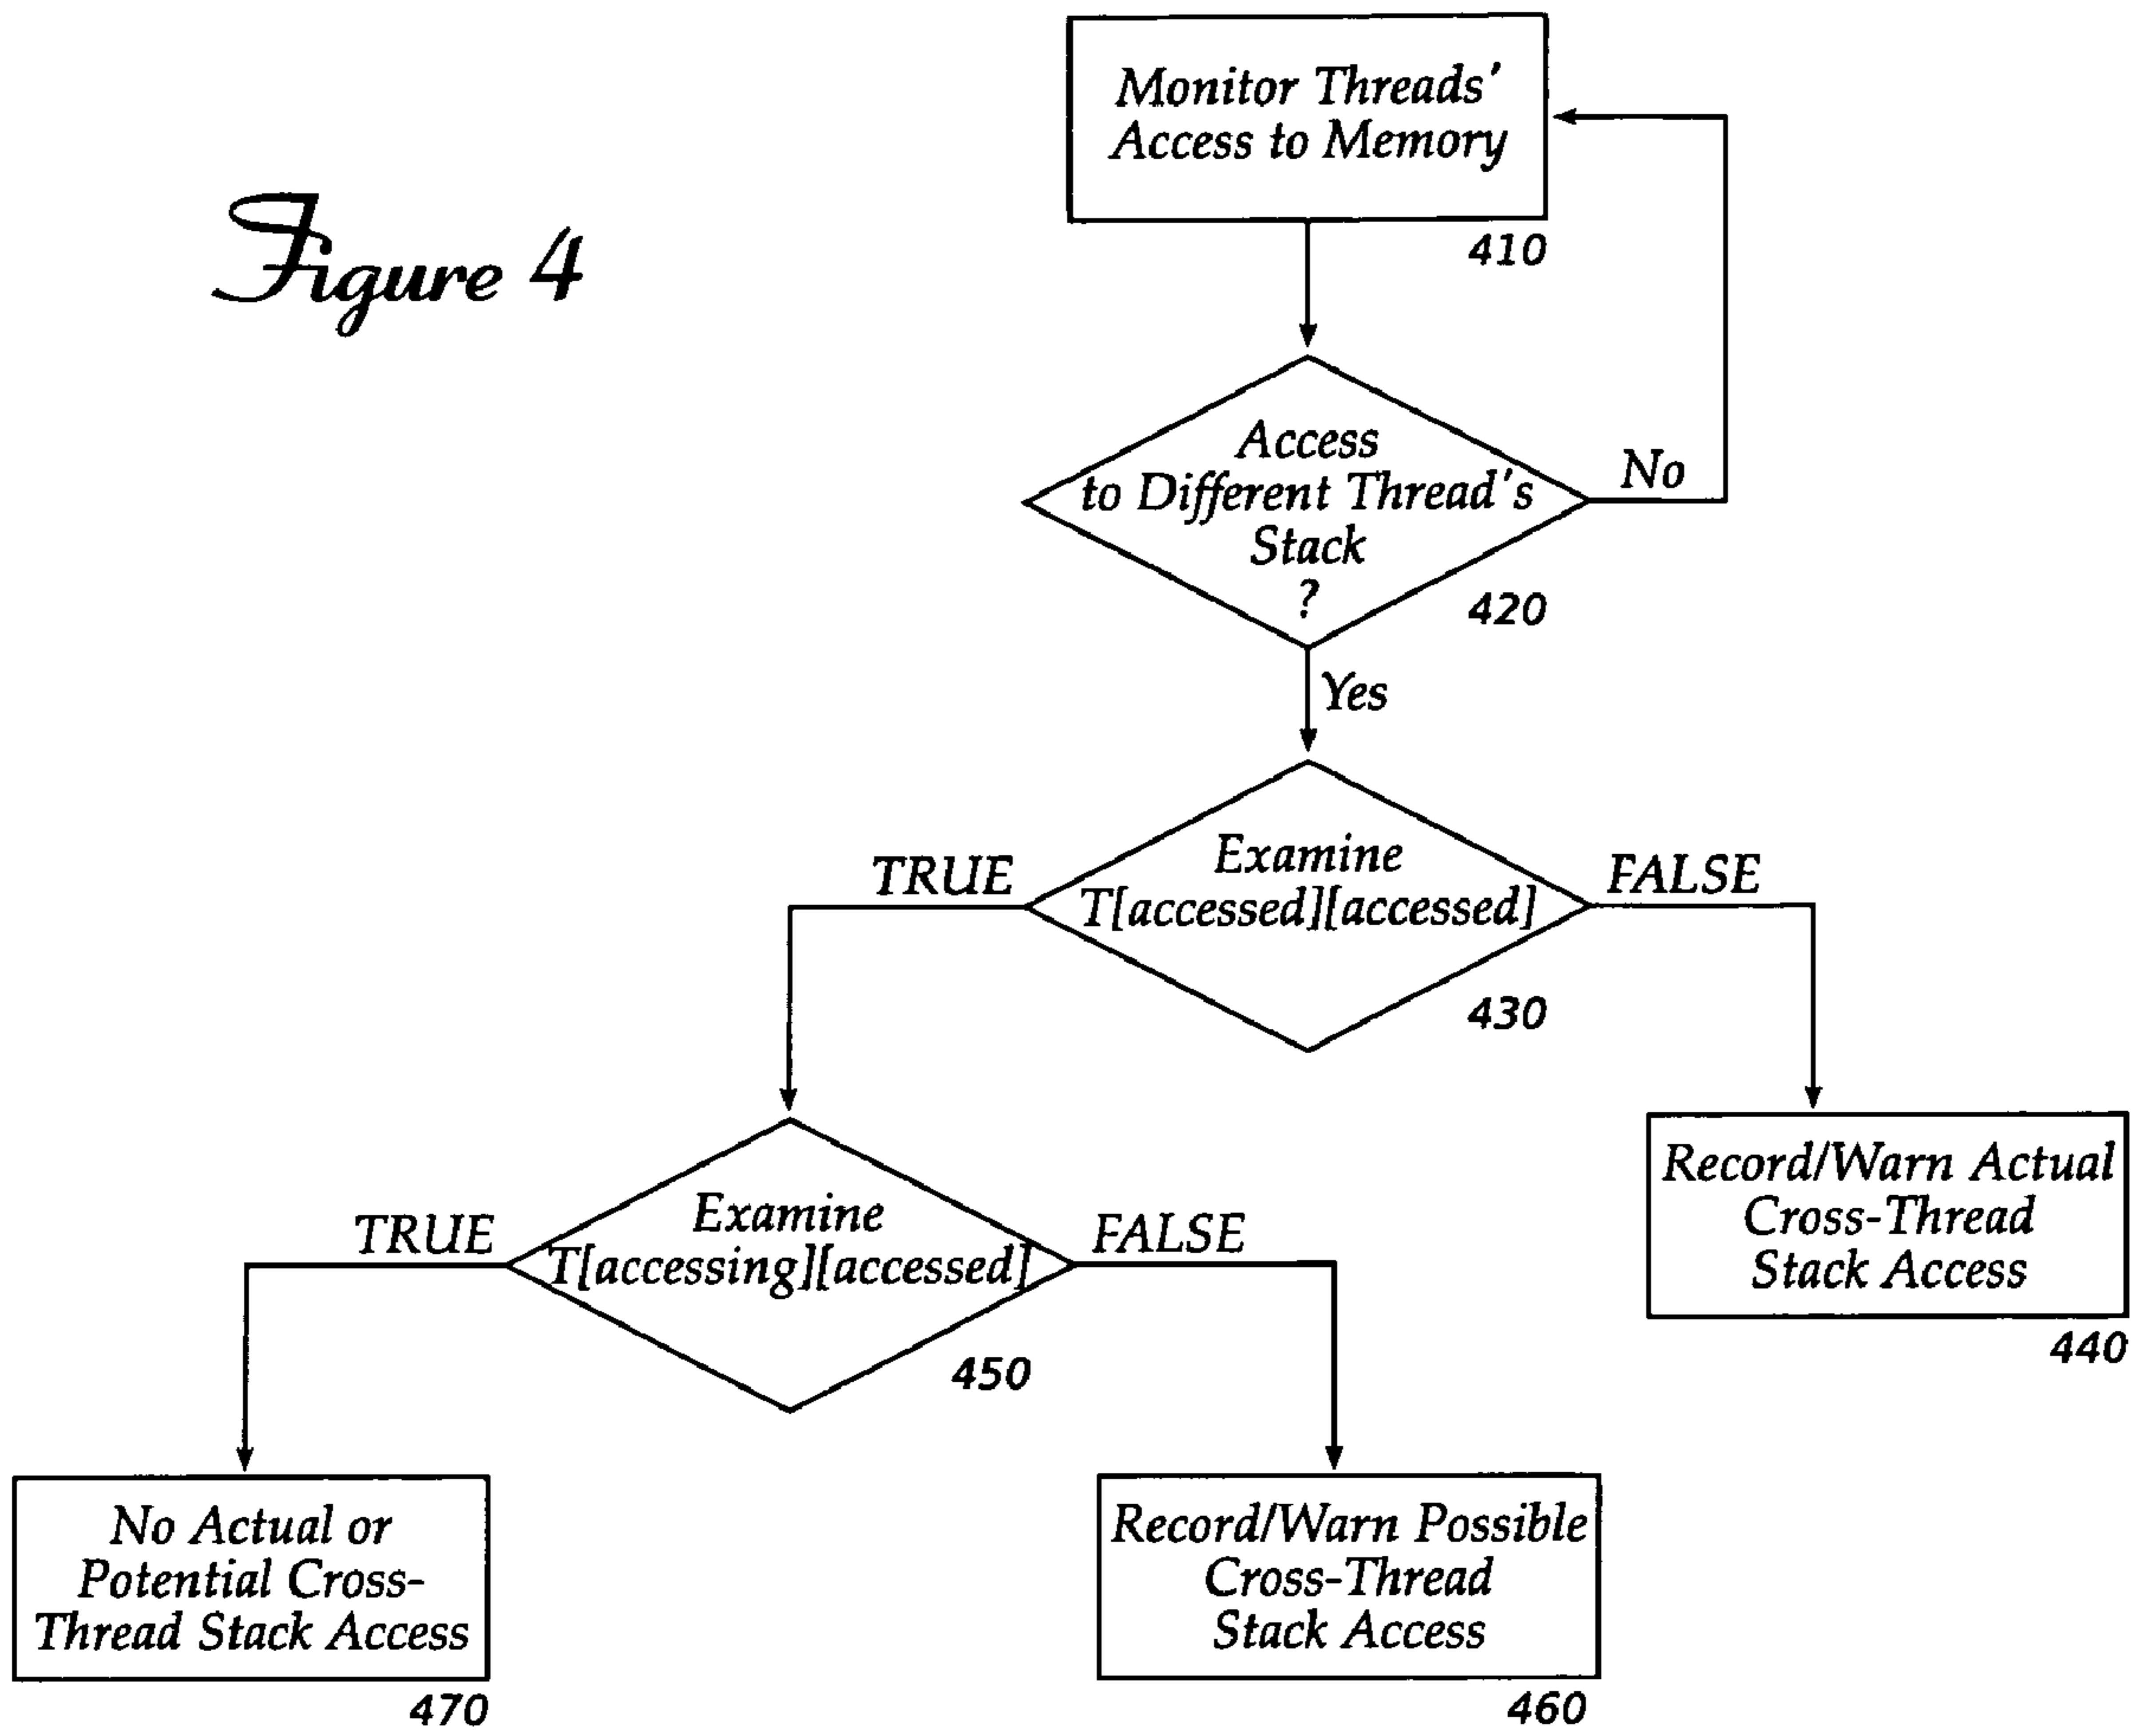 Monitor Threads'
Access to Memory
410
Figure 4
Access
to Different Thread's
Stack
?
No
420
Yes
Examine
T[accessed][accessed]
TRUE
FALSE
430
Record/Warn Actual
Cross-Thread
Stack Access
440
Examine
T[accessing][accessed]
TRUE
FALSE
450
No Actual or
Potential Cross-
Thread Stack Access
470
Record/Warn Possible
Cross-Thread
Stack Access
460